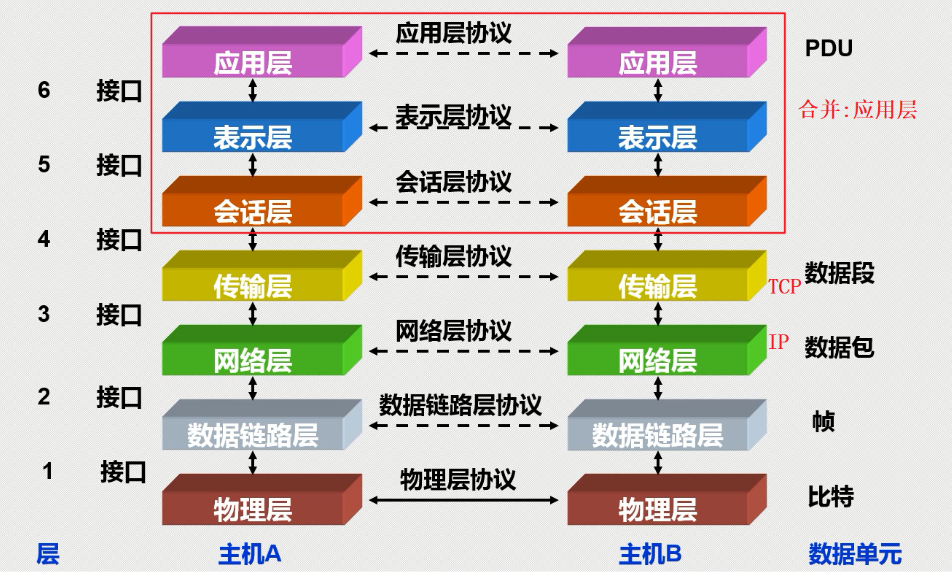 应用层协议
应用层
应用层
PDU
6 接口
合并:应用层
表示层协议
表示层
表示层
5 接口
会话层协议
会话层
会话层
4 接口
传输层协议
传输层
传输层
TCP
数据段
3 接口
网络层协议
网络层
网络层
IP
数据包
2 接口
数据链路层协议
数据链路层
数据链路层
帧
1 接口
物理层协议
物理层
物理层
比特
层
主机A
主机B
数据单元